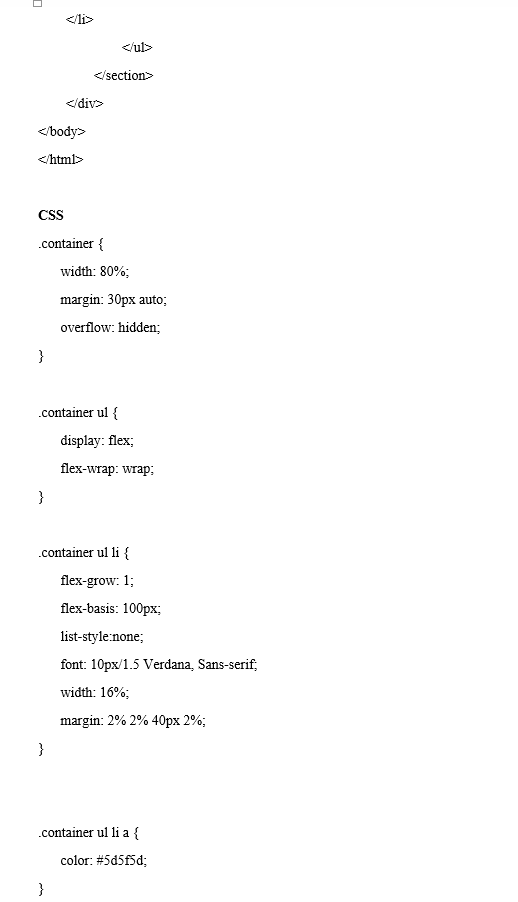 </li>
</ul>
</section>
</div>
</body>
</html>
CSS
.container {
width: 80%;
margin: 30px auto;
overflow: hidden;
}
.container ul {
display: flex;
flex-wrap: wrap;
}
.container ul li {
flex-grow: 1;
flex-basis: 100px;
list-style:none;
font: 10px/1.5 Verdana, Sans-serif;
width: 16%;
margin: 2% 2% 40px 2%;
}
.container ul li a {
color: #5d5f5d;
}